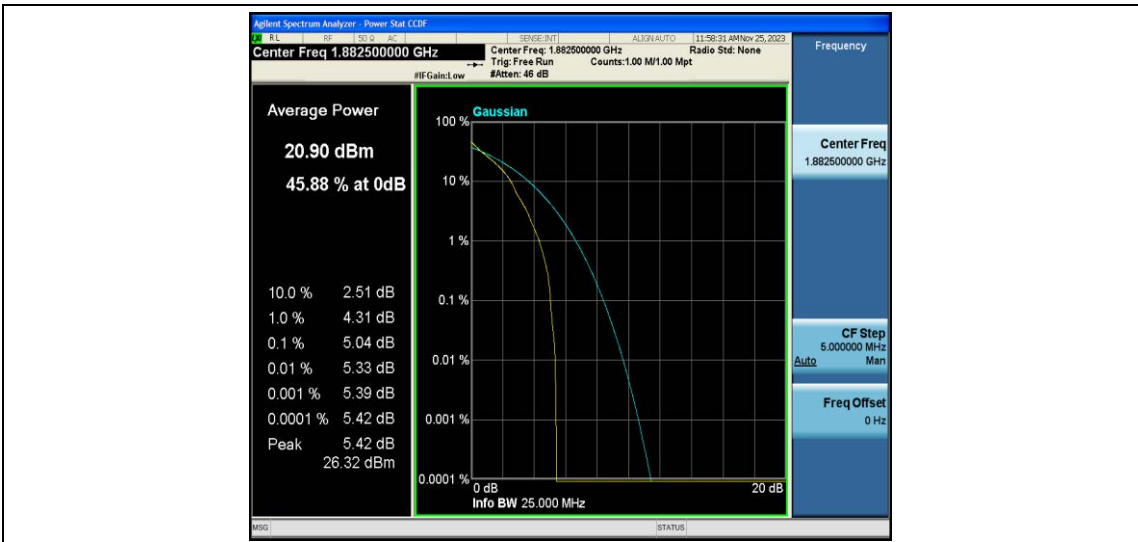 Agilent Spectrum Analyzer - Power Stat CCDF
LXI RL RF 50 Ω AC SENSE:INT ALIGN AUTO 11:58:31 AM Nov 25, 2023
Center Freq 1.882500000 GHz
Center Freq: 1.882500000 GHz Radio Std: None
Trig: Free Run Counts:1.00 M/1.00 Mpt
#IFGain:Low #Atten: 46 dB
Average Power
20.90 dBm
45.88 % at 0dB
10.0 % 2.51 dB
1.0 % 4.31 dB
0.1 % 5.04 dB
0.01 % 5.33 dB
0.001 % 5.39 dB
0.0001 % 5.42 dB
Peak 5.42 dB
26.32 dBm
Gaussian
100 %
10 %
1 %
0.1 %
0.01 %
0.001 %
0.0001 %
0 dB 20 dB
Info BW 25.000 MHz
Frequency
Center Freq
1.882500000 GHz
CF Step
5.000000 MHz
Auto Man
Freq Offset
0 Hz
MSG STATUS